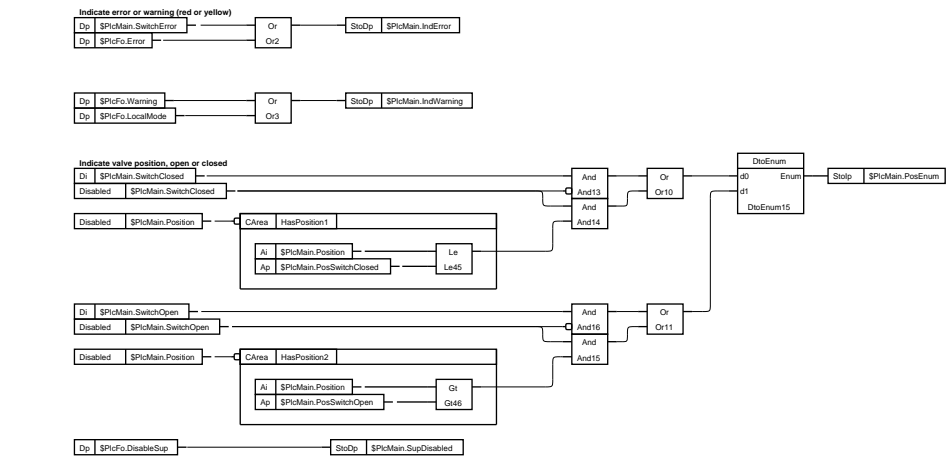 Indicate error or warning (red or yellow)
Dp $PlcMain.SwitchError Or StoDp $PlcMain.IndError
Dp $PlcFo.Error Or2
Dp $PlcFo.Warning Or StoDp $PlcMain.IndWarning
Dp $PlcFo.LocalMode Or3
Indicate valve position, open or closed
DtoEnum
Di $PlcMain.SwitchClosed And Or d0 Enum StoIp $PlcMain.PosEnum
Disabled $PlcMain.SwitchClosed And13 Or10 d1
And
DtoEnum15
Disabled $PlcMain.Position CArea HasPosition1 And14
Ai $PlcMain.Position Le
Ap $PlcMain.PosSwitchClosed Le45
Di $PlcMain.SwitchOpen And Or
Disabled $PlcMain.SwitchOpen And16 Or11
And
Disabled $PlcMain.Position CArea HasPosition2 And15
Ai $PlcMain.Position Gt
Ap $PlcMain.PosSwitchOpen Gt46
Dp $PlcFo.DisableSup StoDp $PlcMain.SupDisabled